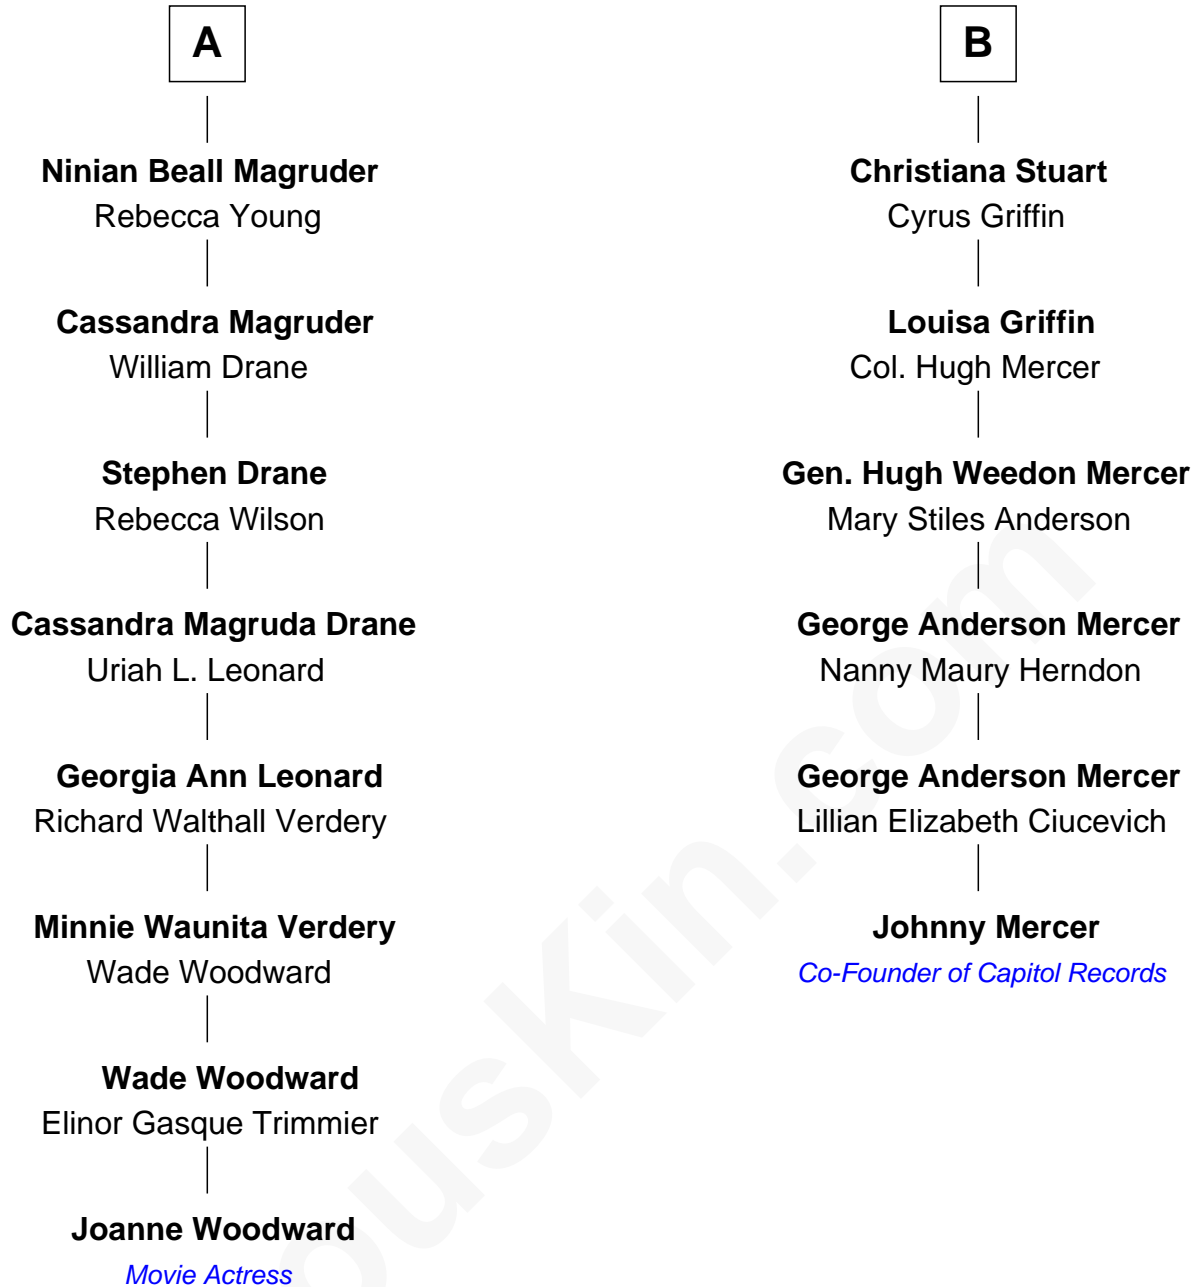 A
Ninian Beall Magruder
Rebecca Young
Cassandra Magruder
William Drane
Stephen Drane
Rebecca Wilson
Cassandra Magruda Drane
Uriah L. Leonard
Georgia Ann Leonard
Richard Walthall Verdery
Minnie Waunita Verdery
Wade Woodward
Wade Woodward
Elinor Gasque Trimmier
Joanne Woodward
Movie Actress
B
Christiana Stuart
Cyrus Griffin
Louisa Griffin
Col. Hugh Mercer
Gen. Hugh Weedon Mercer
Mary Stiles Anderson
George Anderson Mercer
Nanny Maury Herndon
George Anderson Mercer
Lillian Elizabeth Ciucevich
Johnny Mercer
Co-Founder of Capitol Records
ousKin.com